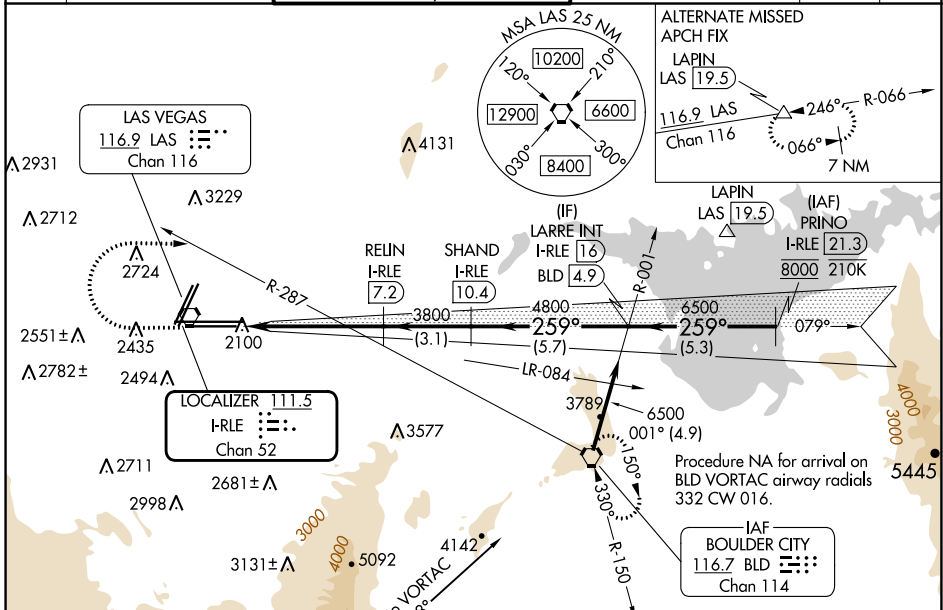 MSA LAS 25 NM
120°
10200
210°
12900
6600
030°
8400
300°
ALTERNATE MISSED
APCH FIX
LAPIN
LAS 19.5
116.9 LAS
Chan 116
246°
R-066
066°
7 NM
LAS VEGAS
116.9 LAS
Chan 116
2931
2712
3229
4131
2724
R-287
RELIN
I-RLE
7.2
SHAND
I-RLE
10.4
(IF)
LARRE INT
I-RLE 16
BLD 4.9
R-001
LAPIN
LAS 19.5
(IAF)
PRINO
I-RLE 21.3
8000 210K
3800
4800
6500
259°
259°
079°
(3.1)
(5.7)
(5.3)
2551±
2435
2100
2782±
2494
LR-084
LOCALIZER 111.5
I-RLE
Chan 52
3789
6500
001° (4.9)
4000
3000
5445
3577
2711
2681±
2998
150°
330°
R-150
Procedure NA for arrival on
BLD VORTAC airway radials
332 CW 016.
IAF
BOULDER CITY
116.7 BLD
Chan 114
3000
4000
3131±
5092
4142
VORTAC